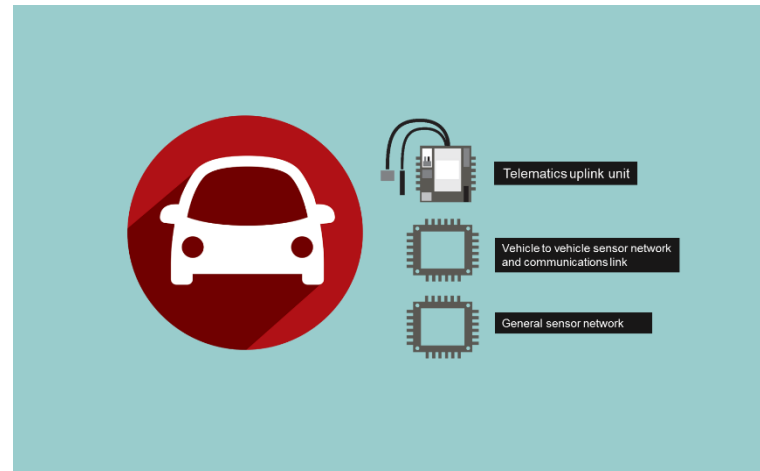 Telematics uplink unit
Vehicle to vehicle sensor network
and communications link
General sensor network